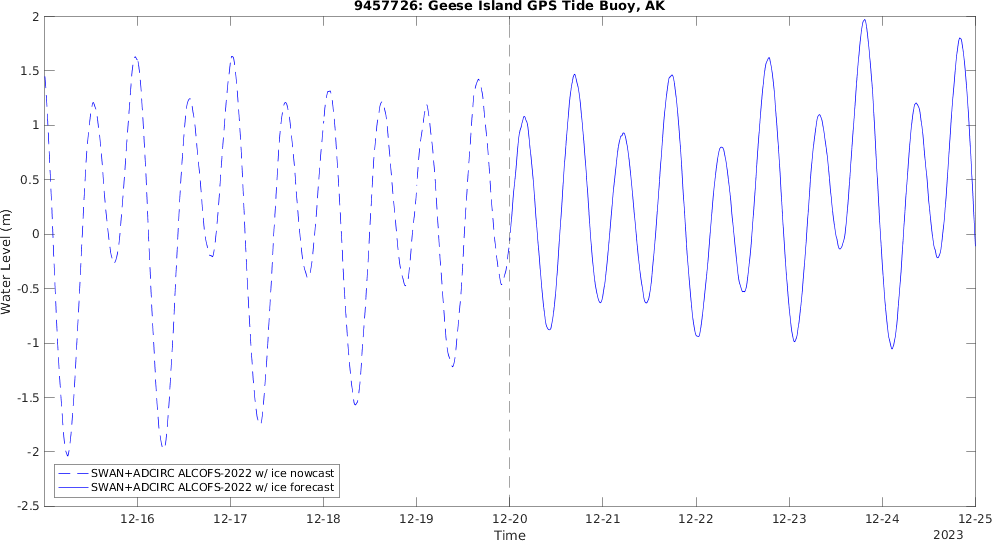 9457726: Geese Island GPS Tide Buoy, AK
2
1.5
1
0.5
0
-0.5
-1
-1.5
-2
-2.5
Water Level (m)
SWAN+ADCIRC ALCOFS-2022 w/ ice nowcast
SWAN+ADCIRC ALCOFS-2022 w/ ice forecast
12-16 12-17 12-18 12-19 12-20 12-21 12-22 12-23 12-24 12-25
Time
2023